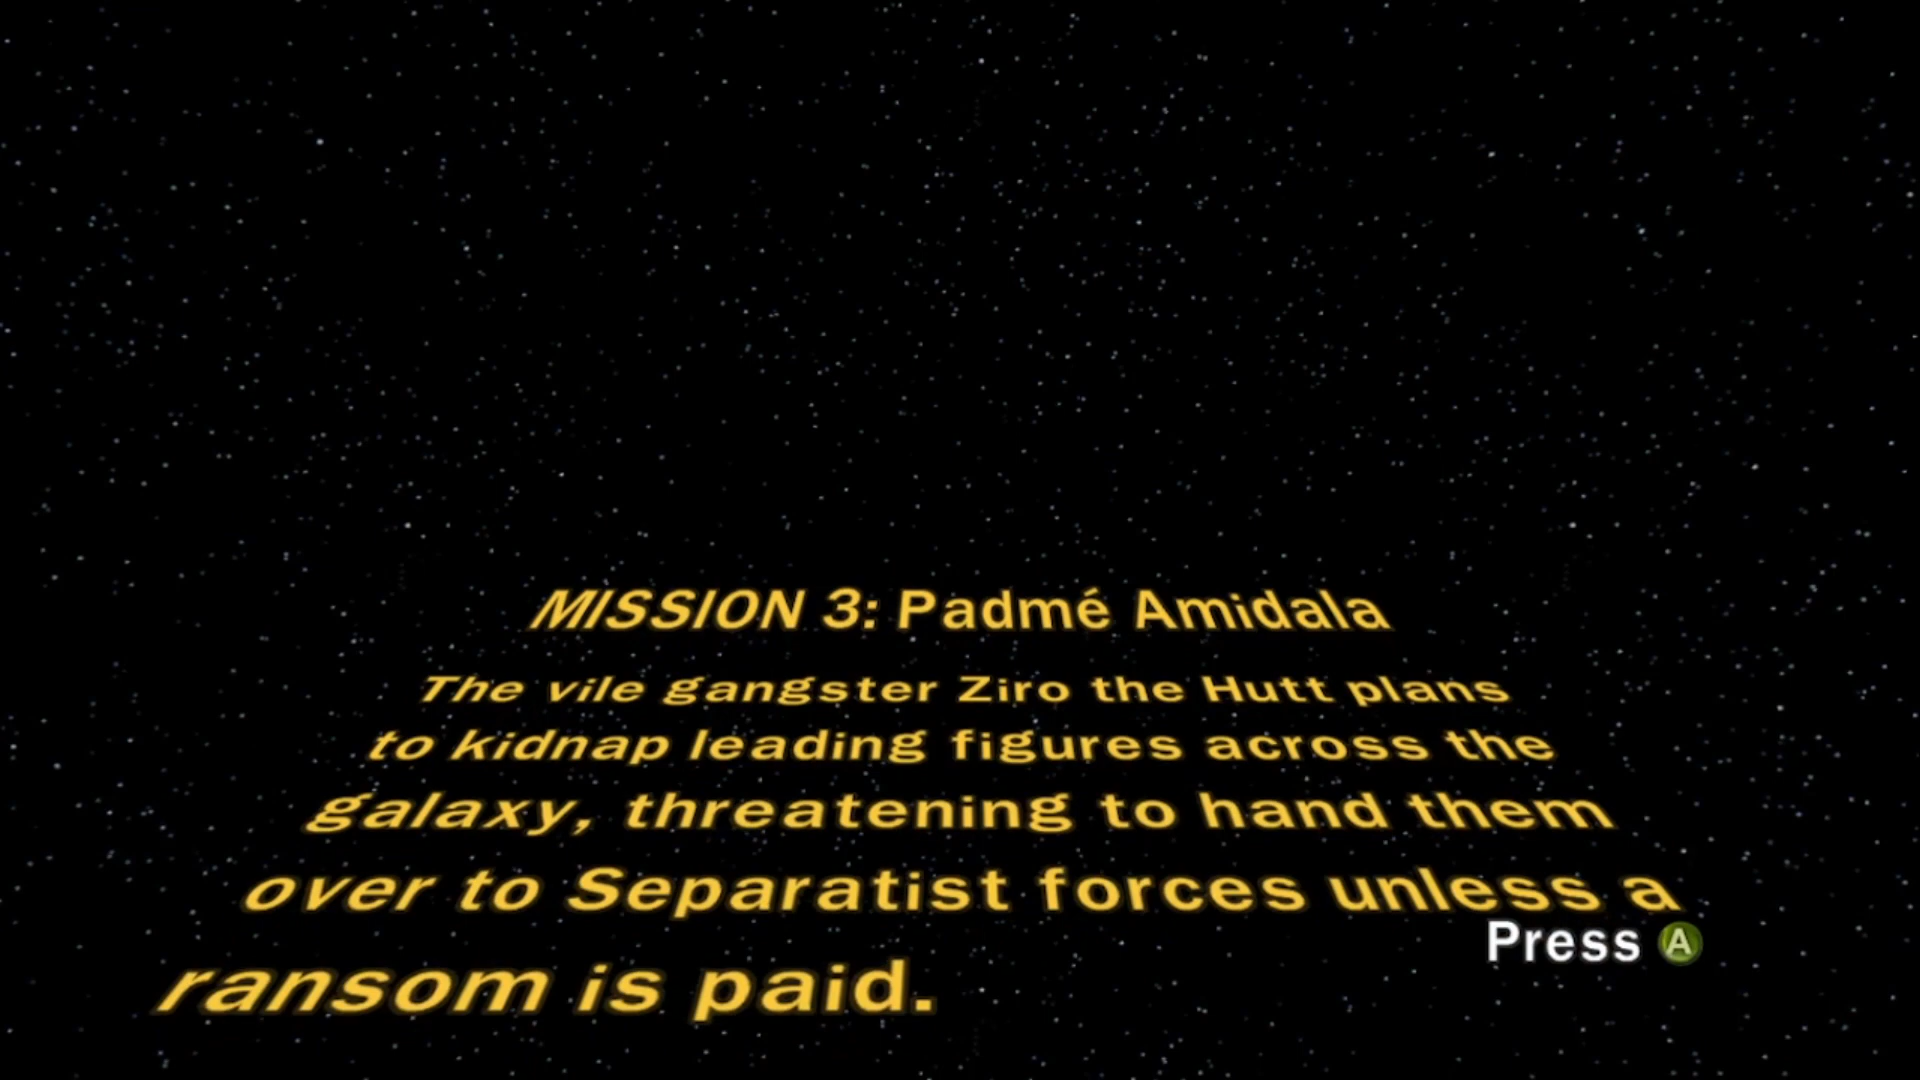 MISSION 3: Padmé Amidala
The vile gangster Ziro the Hutt plans
to kidnap leading figures across the
galaxy, threatening to hand them
over to Separatist forces unless a
ransom is paid.
Press A